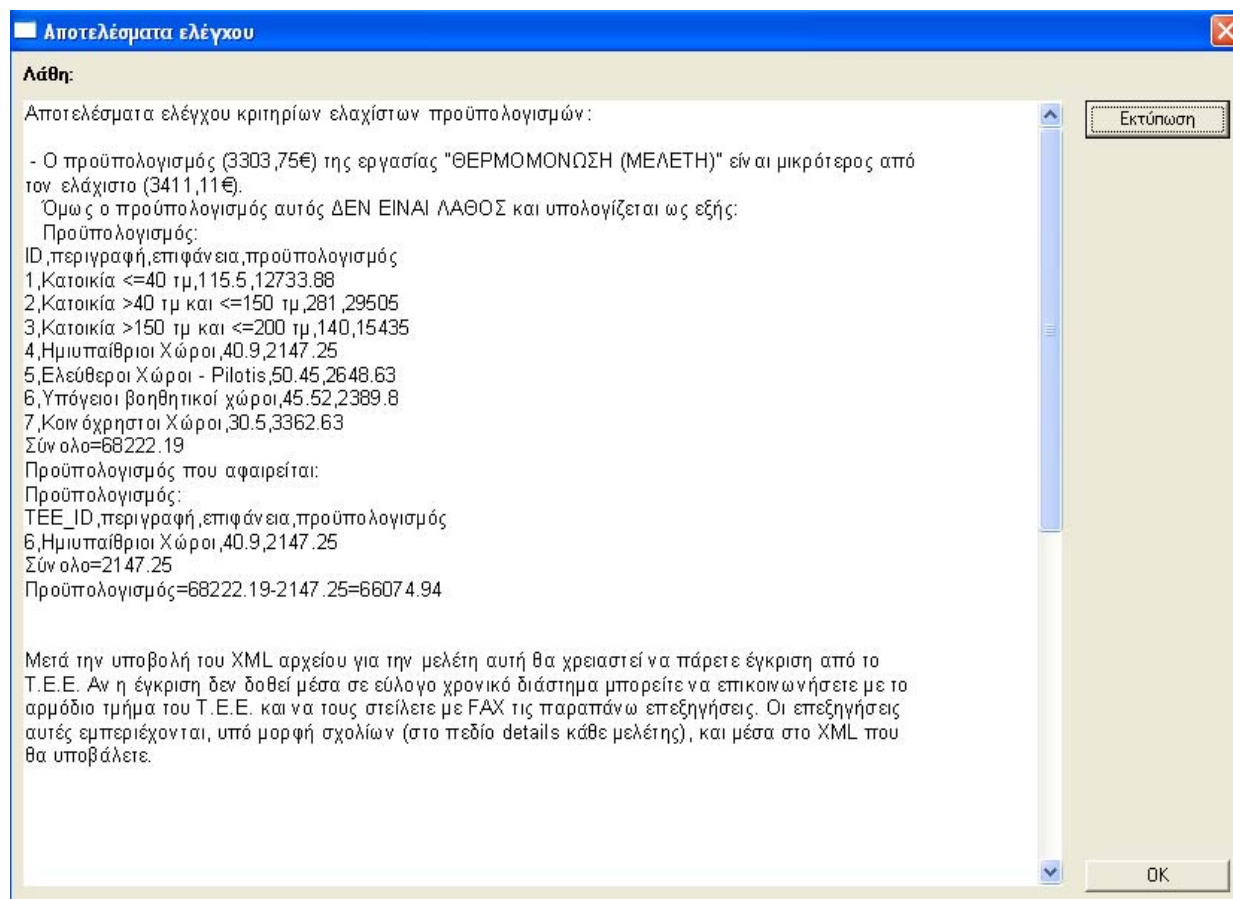 Αποτελέσματα ελέγχου
Λάθη:
Αποτελέσματα ελέγχου κριτηρίων ελαχίστων προϋπολογισμών:
- Ο προϋπολογισμός (3303,75€) της εργασίας "ΘΕΡΜΟΜΟΝΩΣΗ (ΜΕΛΕΤΗ)" είναι μικρότερος από
τον ελάχιστο (3411,11€).
Όμως ο προύπολογισμός αυτός ΔΕΝ ΕΙΝΑΙ ΛΑΘΟΣ και υπολογίζεται ως εξής:
Προϋπολογισμός:
ID,περιγραφή,επιφάνεια,προϋπολογισμός
1,Κατοικία <=40 τμ,115.5,12733.88
2,Κατοικία >40 τμ και <=150 τμ,281,29505
3,Κατοικία >150 τμ και <=200 τμ,140,15435
4,Ημιυπαίθριοι Χώροι,40.9,2147.25
5,Ελεύθεροι Χώροι - Pilotis,50.45,2648.63
6,Υπόγειοι βοηθητικοί χώροι,45.52,2389.8
7,Κοινόχρηστοι Χώροι,30.5,3362.63
Σύνολο=68222.19
Προϋπολογισμός που αφαιρείται:
Προϋπολογισμός:
TEE_ID,περιγραφή,επιφάνεια,προϋπολογισμός
6,Ημιυπαίθριοι Χώροι,40.9,2147.25
Σύνολο=2147.25
Προϋπολογισμός=68222.19-2147.25=66074.94
Μετά την υποβολή του XML αρχείου για την μελέτη αυτή θα χρειαστεί να πάρετε έγκριση από το
Τ.Ε.Ε. Αν η έγκριση δεν δοθεί μέσα σε εύλογο χρονικό διάστημα μπορείτε να επικοινωνήσετε με το
αρμόδιο τμήμα του Τ.Ε.Ε. και να τους στείλετε με FAX τις παραπάνω επεξηγήσεις. Οι επεξηγήσεις
αυτές εμπεριέχονται, υπό μορφή σχολίων (στο πεδίο details κάθε μελέτης), και μέσα στο XML που
θα υποβάλετε.
Εκτύπωση
OK